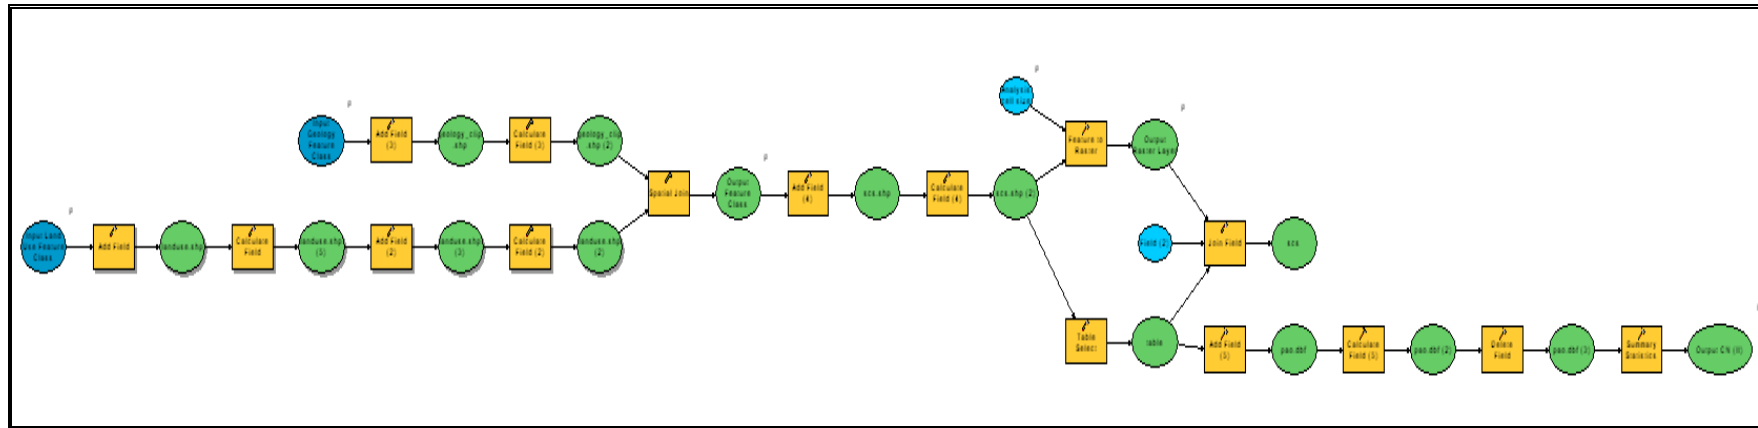 p
Analysis
cell size
p
p
Input
Geology
Feature
Class
Add Field
(3)
geology_clip
.shp
Calculate
Field (3)
geology_clip
.shp (2)
Feature to
Raster
Output
Raster Layer
p
Spatial Join
Output
Feature
Class
Add Field
(4)
scs.shp
Calculate
Field (4)
scs.shp (2)
p
Input Land
Use Feature
Class
Add Field
landuse.shp
Calculate
Field
landuse.shp
(5)
Add Field
(2)
landuse.shp
(3)
Calculate
Field (2)
landuse.shp
(2)
Field (2)
Join Field
scs
Table
Select
table
Add Field
(5)
pan.dbf
Calculate
Field (5)
pan.dbf (2)
Delete
Field
pan.dbf (3)
Summary
Statistics
Output CN (II)